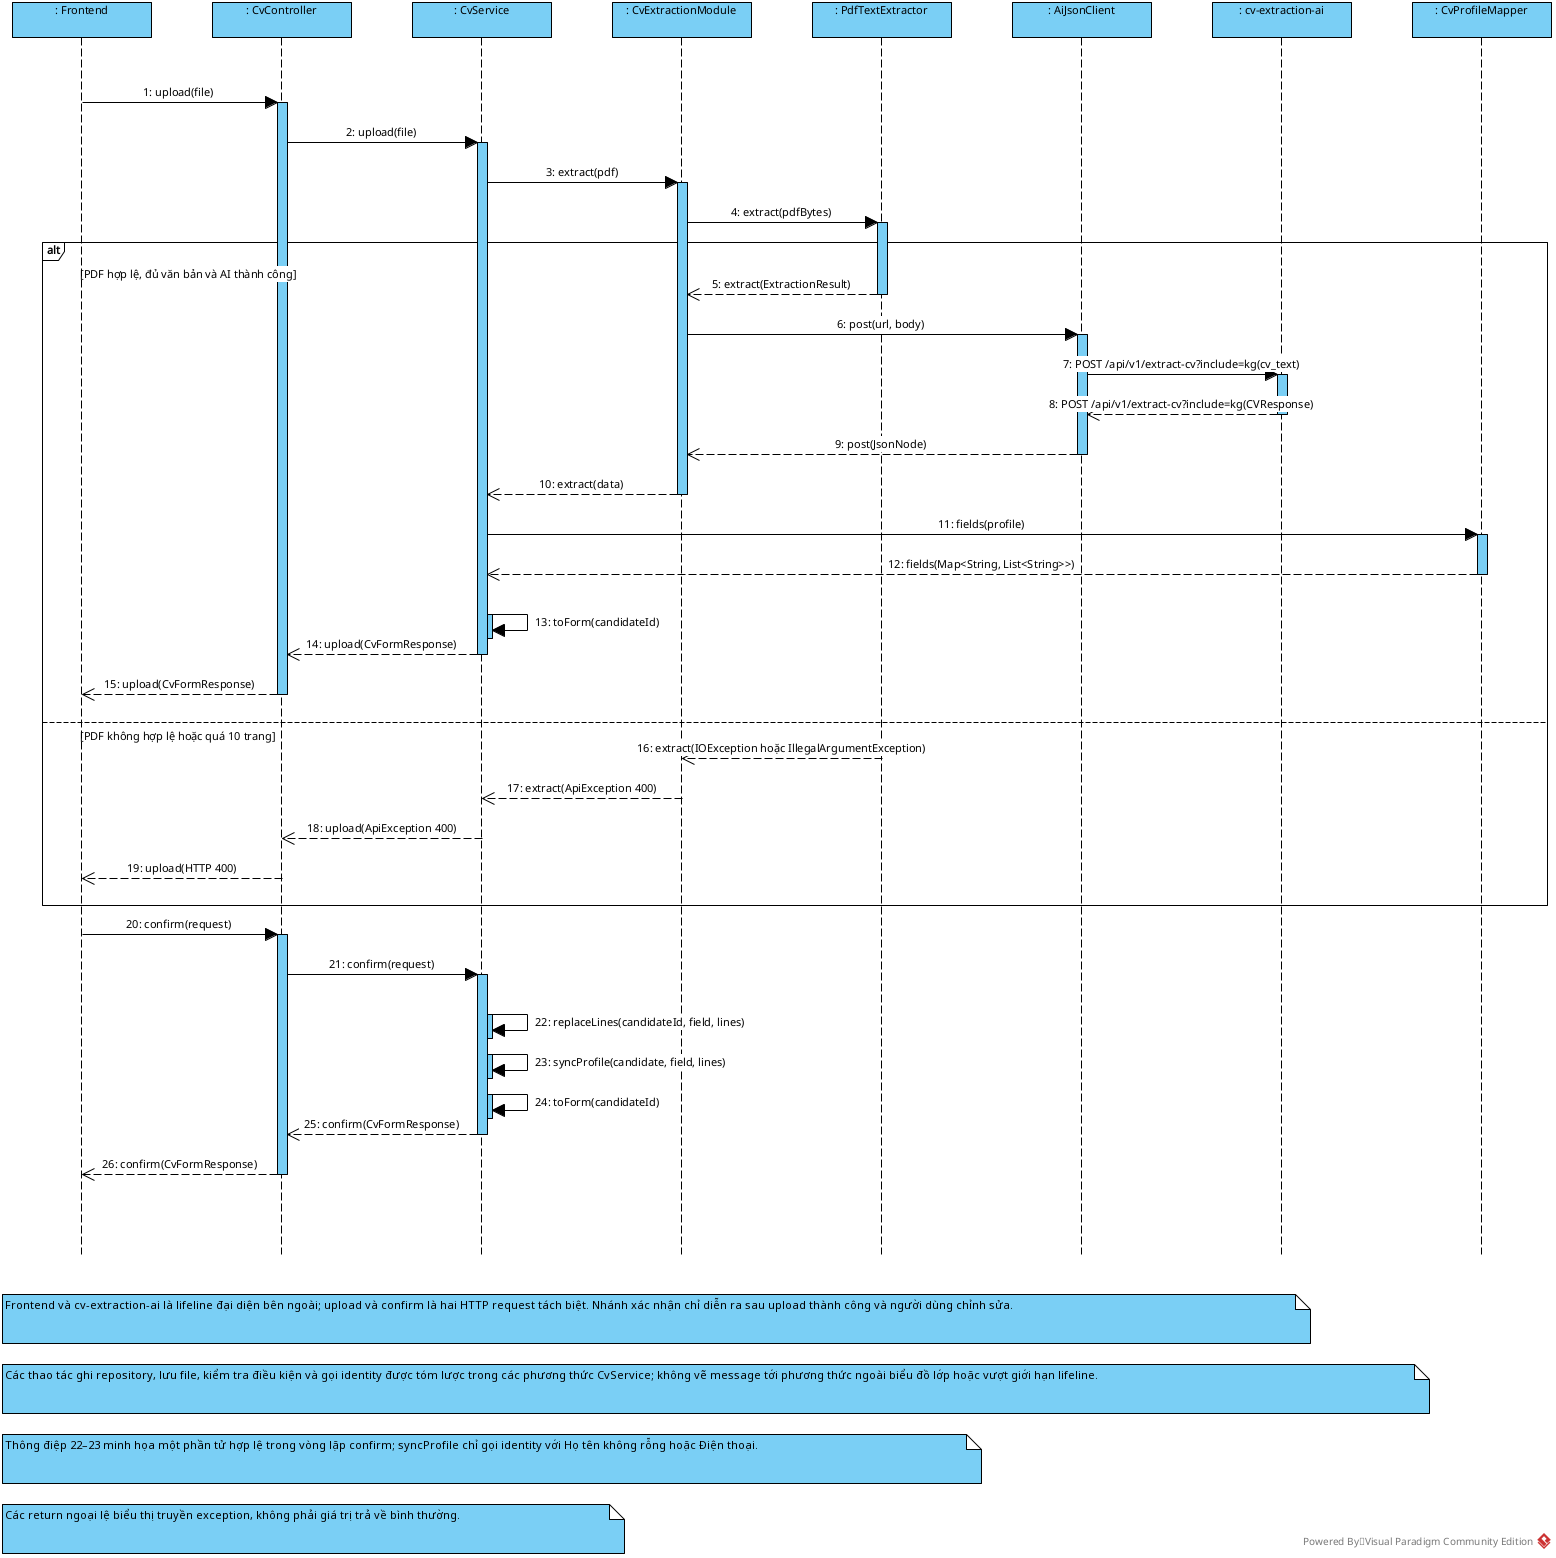 : Frontend
: CvController
: CvService
: CvExtractionModule
: PdfTextExtractor
: AiJsonClient
: cv-extraction-ai
: CvProfileMapper
1: upload(file)
2: upload(file)
3: extract(pdf)
4: extract(pdfBytes)
alt
[PDF hợp lệ, đủ văn bản và AI thành công]
5: extract(ExtractionResult)
6: post(url, body)
7: POST /api/v1/extract-cv?include=kg(cv_text)
8: POST /api/v1/extract-cv?include=kg(CVResponse)
9: post(JsonNode)
10: extract(data)
11: fields(profile)
12: fields(Map<String, List<String>>)
13: toForm(candidateId)
14: upload(CvFormResponse)
15: upload(CvFormResponse)
[PDF không hợp lệ hoặc quá 10 trang]
16: extract(IOException hoặc IllegalArgumentException)
17: extract(ApiException 400)
18: upload(ApiException 400)
19: upload(HTTP 400)
20: confirm(request)
21: confirm(request)
22: replaceLines(candidateId, field, lines)
23: syncProfile(candidate, field, lines)
24: toForm(candidateId)
25: confirm(CvFormResponse)
26: confirm(CvFormResponse)
Frontend và cv-extraction-ai là lifeline đại diện bên ngoài; upload và confirm là hai HTTP request tách biệt. Nhánh xác nhận chỉ diễn ra sau upload thành công và người dùng chỉnh sửa.
Các thao tác ghi repository, lưu file, kiểm tra điều kiện và gọi identity được tóm lược trong các phương thức CvService; không vẽ message tới phương thức ngoài biểu đồ lớp hoặc vượt giới hạn lifeline.
Thông điệp 22–23 minh họa một phần tử hợp lệ trong vòng lặp confirm; syncProfile chỉ gọi identity với Họ tên không rỗng hoặc Điện thoại.
Các return ngoại lệ biểu thị truyền exception, không phải giá trị trả về bình thường.
Powered By Visual Paradigm Community Edition